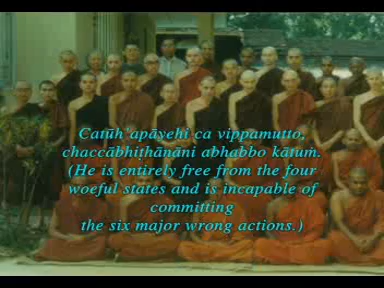 Catūh'apāyehi ca vippamutto,
chaccābhiṭhānāni abhabbo kātuṁ.
(He is entirely free from the four
woeful states and is incapable of
committing
the six major wrong actions.)